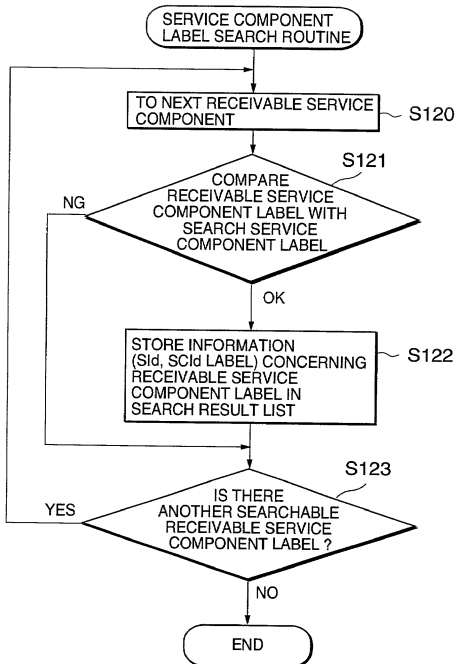 SERVICE COMPONENT
LABEL SEARCH ROUTINE
TO NEXT RECEIVABLE SERVICE
COMPONENT
S120
S121
COMPARE
RECEIVABLE SERVICE
COMPONENT LABEL WITH
SEARCH SERVICE
COMPONENT LABEL
NG
OK
STORE INFORMATION
(SId, SCId LABEL) CONCERNING
RECEIVABLE SERVICE
COMPONENT LABEL IN
SEARCH RESULT LIST
S122
S123
IS THERE
ANOTHER SEARCHABLE
RECEIVABLE SERVICE
COMPONENT LABEL ?
YES
NO
END